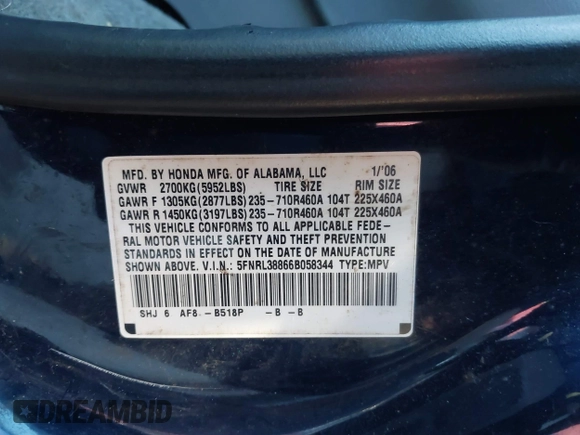 MFD. BY HONDA MFG. OF ALABAMA, LLC 1/'06
GVWR 2700KG(5952LBS) TIRE SIZE RIM SIZE
GAWR F 1305KG(2877LBS)235-710R460A 104T 225X460A
GAWR R 1450KG(3197LBS)235-710R460A 104T 225X460A
THIS VEHICLE CONFORMS TO ALL APPLICABLE FEDE-
RAL MOTOR VEHICLE SAFETY AND THEFT PREVENTION
STANDARDS IN EFFECT ON THE DATE OF MANUFACTURE
SHOWN ABOVE. V.I.N.: 5FNRL38866B058344 TYPE:MPV
SHJ 6 AF8 -B518P -B -B
DREAMBID